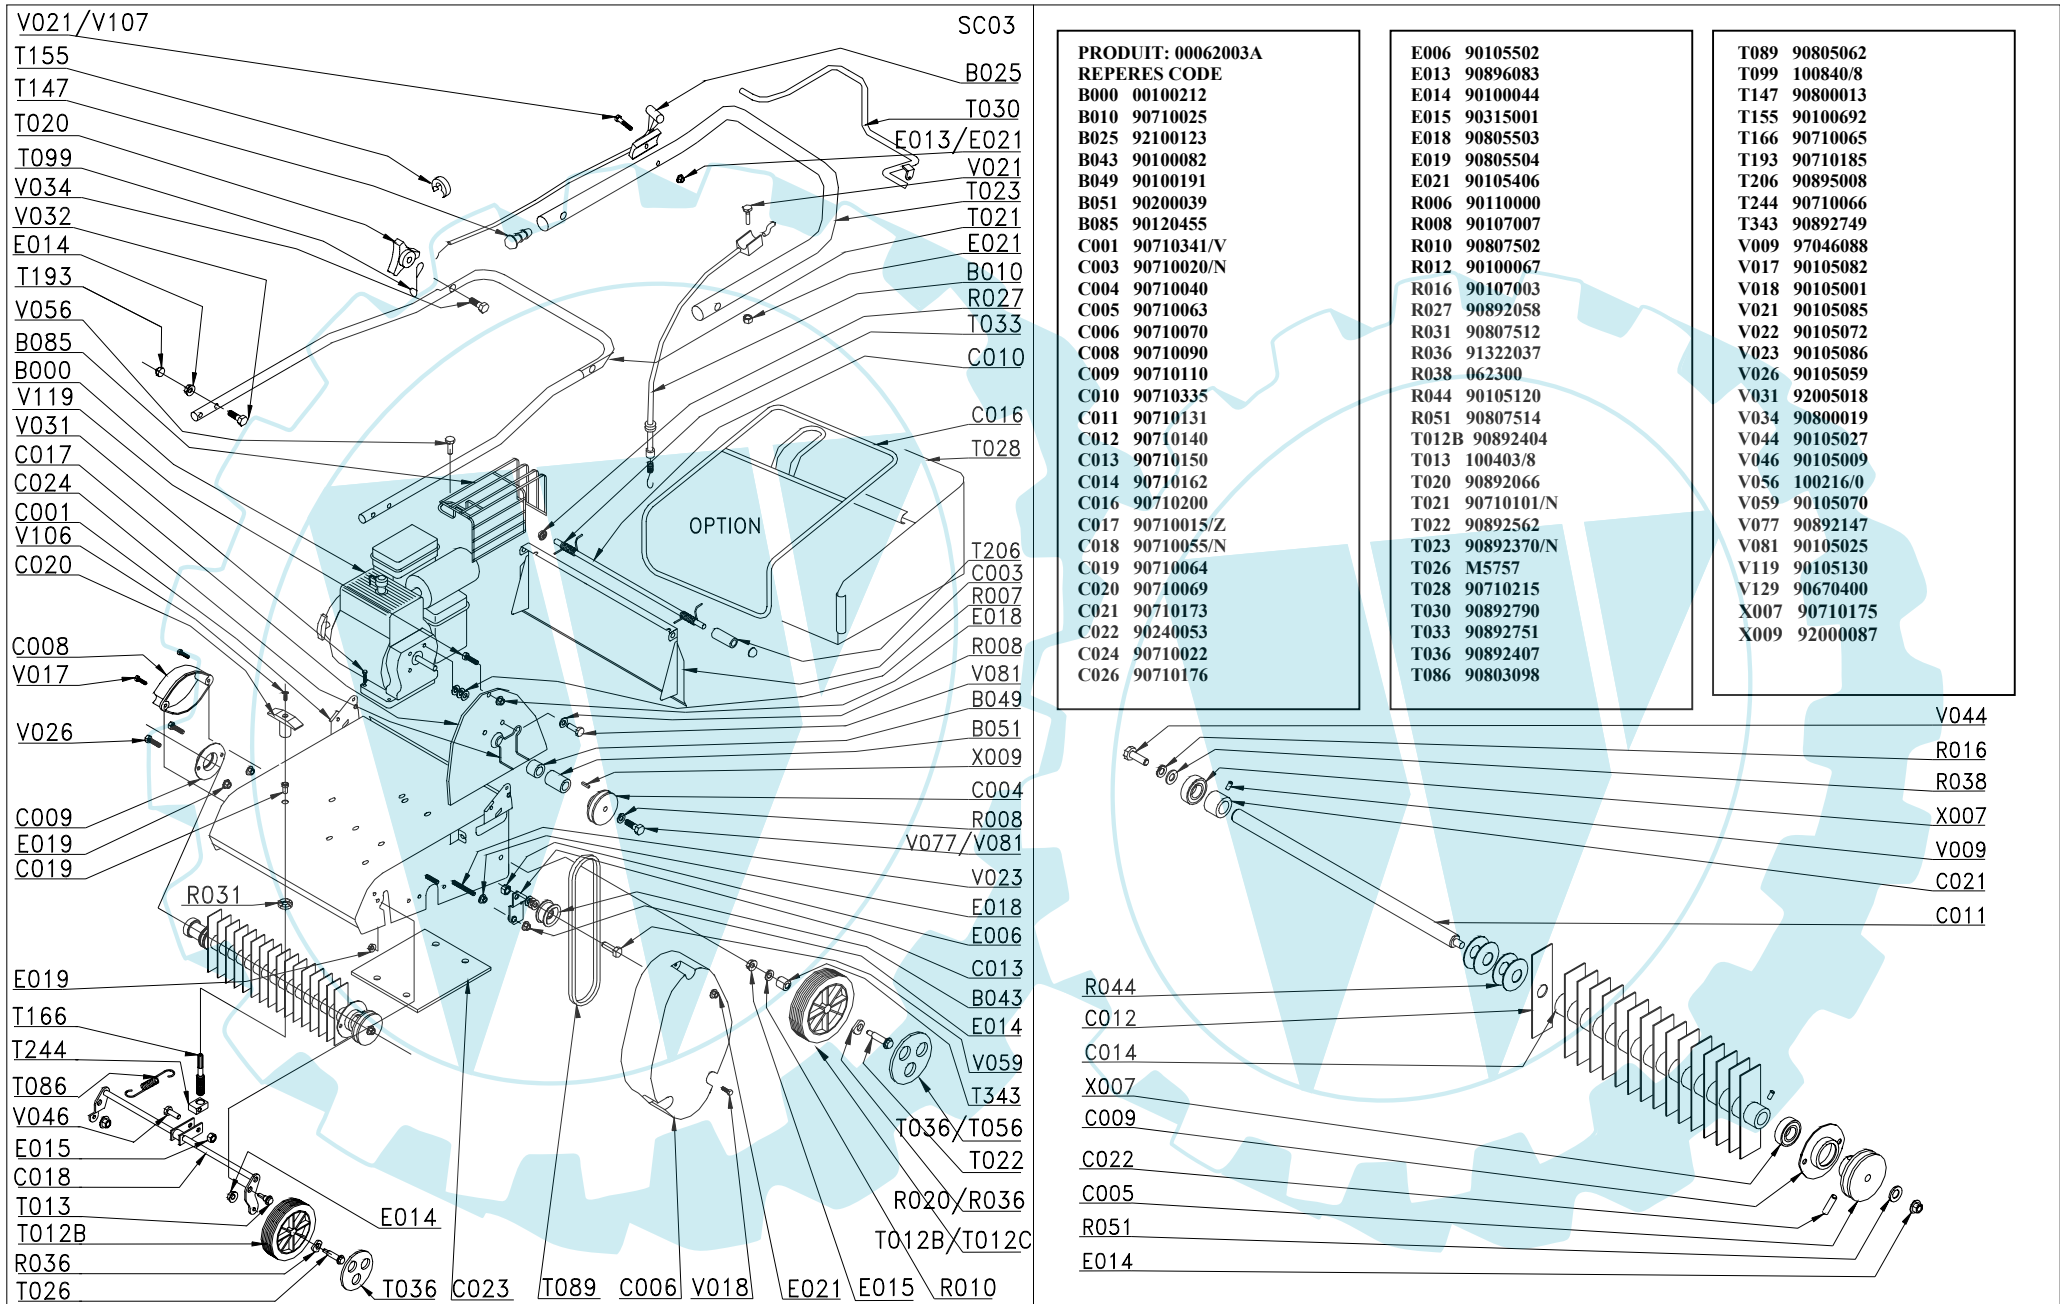 V021/V107
T155
T147
T020
T099
V034
V032
E014
T193
V056
B085
B000
V119
V031
C017
C024
C001
V106
C020
C008
V017
V026
C009
E019
C019
R031
E019
T166
T244
T086
V046
E015
C018
T013
T012B
R036
T026
E014
T036
C023
T089
C006
V018
E021
E015
R010
SC03
B025
T030
E013/E021
V021
T023
T021
E021
B010
R027
T033
C010
C016
T028
OPTION
T206
C003
R007
E018
R008
V081
B049
B051
X009
C004
R008
V077/V081
V023
E018
E006
C013
B043
E014
V059
T343
T036/T056
T022
R020/R036
T012B/T012C
PRODUIT: 00062003A
REPERES CODE
B000 00100212
B010 90710025
B025 92100123
B043 90100082
B049 90100191
B051 90200039
B085 90120455
C001 90710341/V
C003 90710020/N
C004 90710040
C005 90710063
C006 90710070
C008 90710090
C009 90710110
C010 90710335
C011 90710131
C012 90710140
C013 90710150
C014 90710162
C016 90710200
C017 90710015/Z
C018 90710055/N
C019 90710064
C020 90710069
C021 90710173
C022 90240053
C024 90710022
C026 90710176
E006 90105502
E013 90896083
E014 90100044
E015 90315001
E018 90805503
E019 90805504
E021 90105406
R006 90110000
R008 90107007
R010 90807502
R012 90100067
R016 90107003
R027 90892058
R031 90807512
R036 91322037
R038 062300
R044 90105120
R051 90807514
T012B 90892404
T013 100403/8
T020 90892066
T021 90710101/N
T022 90892562
T023 90892370/N
T026 M5757
T028 90710215
T030 90892790
T033 90892751
T036 90892407
T086 90803098
T089 90805062
T099 100840/8
T147 90800013
T155 90100692
T166 90710065
T193 90710185
T206 90895008
T244 90710066
T343 90892749
V009 97046088
V017 90105082
V018 90105001
V021 90105085
V022 90105072
V023 90105086
V026 90105059
V031 92005018
V034 90800019
V044 90105027
V046 90105009
V056 100216/0
V059 90105070
V077 90892147
V081 90105025
V119 90105130
V129 90670400
X007 90710175
X009 92000087
V044
R016
R038
X007
V009
C021
C011
R044
C012
C014
X007
C009
C022
C005
R051
E014